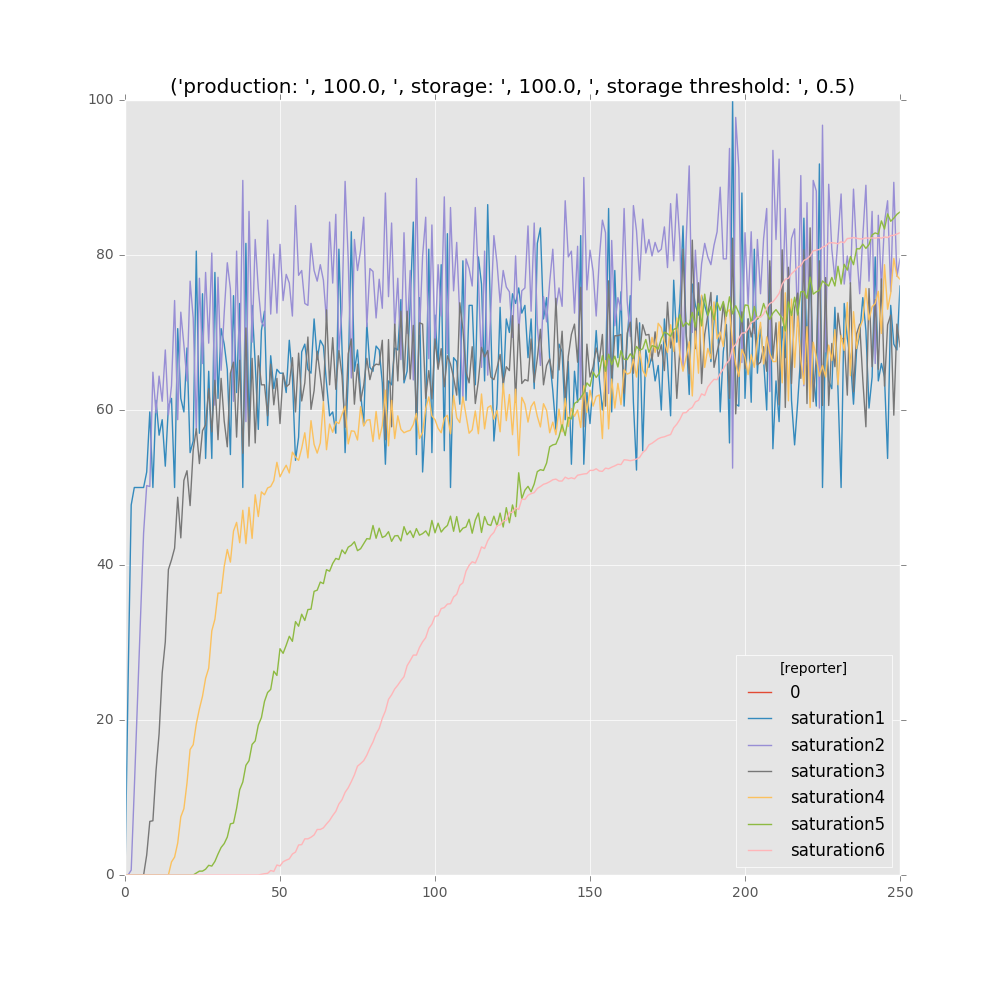 ('production: ', 100.0, ', storage: ', 100.0, ', storage threshold: ', 0.5)
100
80
60
40
20
0
0 50 100 150 200 250
[reporter]
0
saturation1
saturation2
saturation3
saturation4
saturation5
saturation6